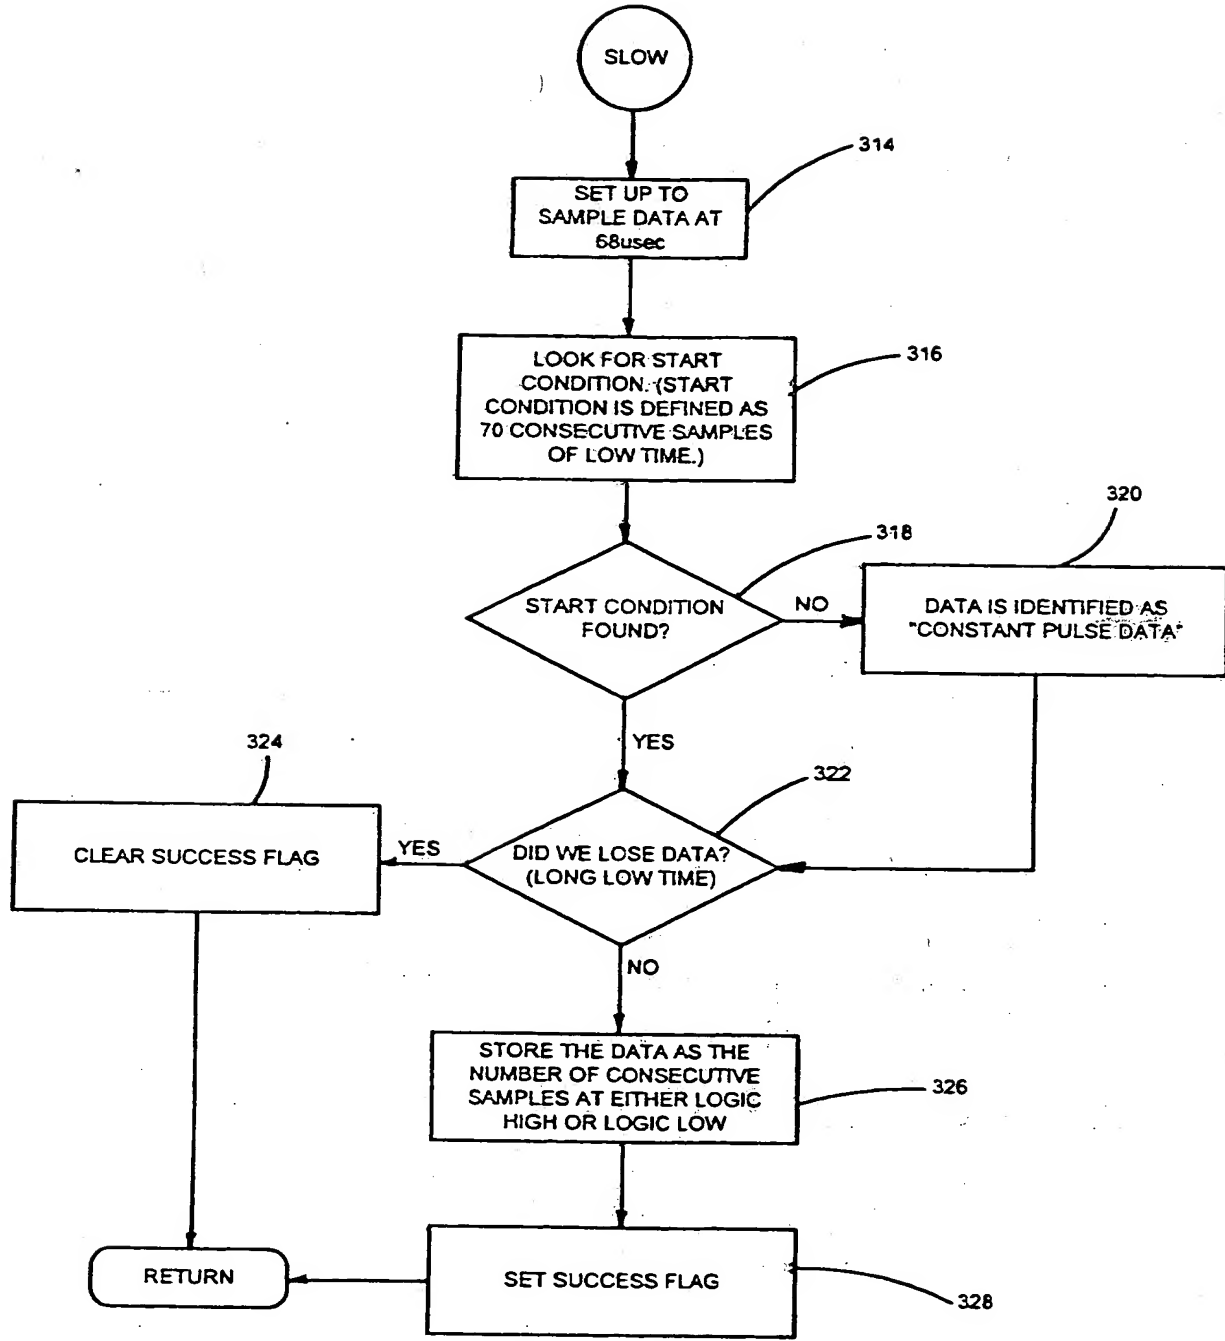 SLOW
314
SET UP TO
SAMPLE DATA AT
68usec
316
LOOK FOR START
CONDITION. (START
CONDITION IS DEFINED AS
70 CONSECUTIVE SAMPLES
OF LOW TIME.)
318
320
START CONDITION
FOUND?
NO
DATA IS IDENTIFIED AS
"CONSTANT PULSE DATA"
YES
324
322
CLEAR SUCCESS FLAG
YES
DID WE LOSE DATA?
(LONG LOW TIME)
NO
STORE THE DATA AS THE
NUMBER OF CONSECUTIVE
SAMPLES AT EITHER LOGIC
HIGH OR LOGIC LOW
326
RETURN
SET SUCCESS FLAG
328